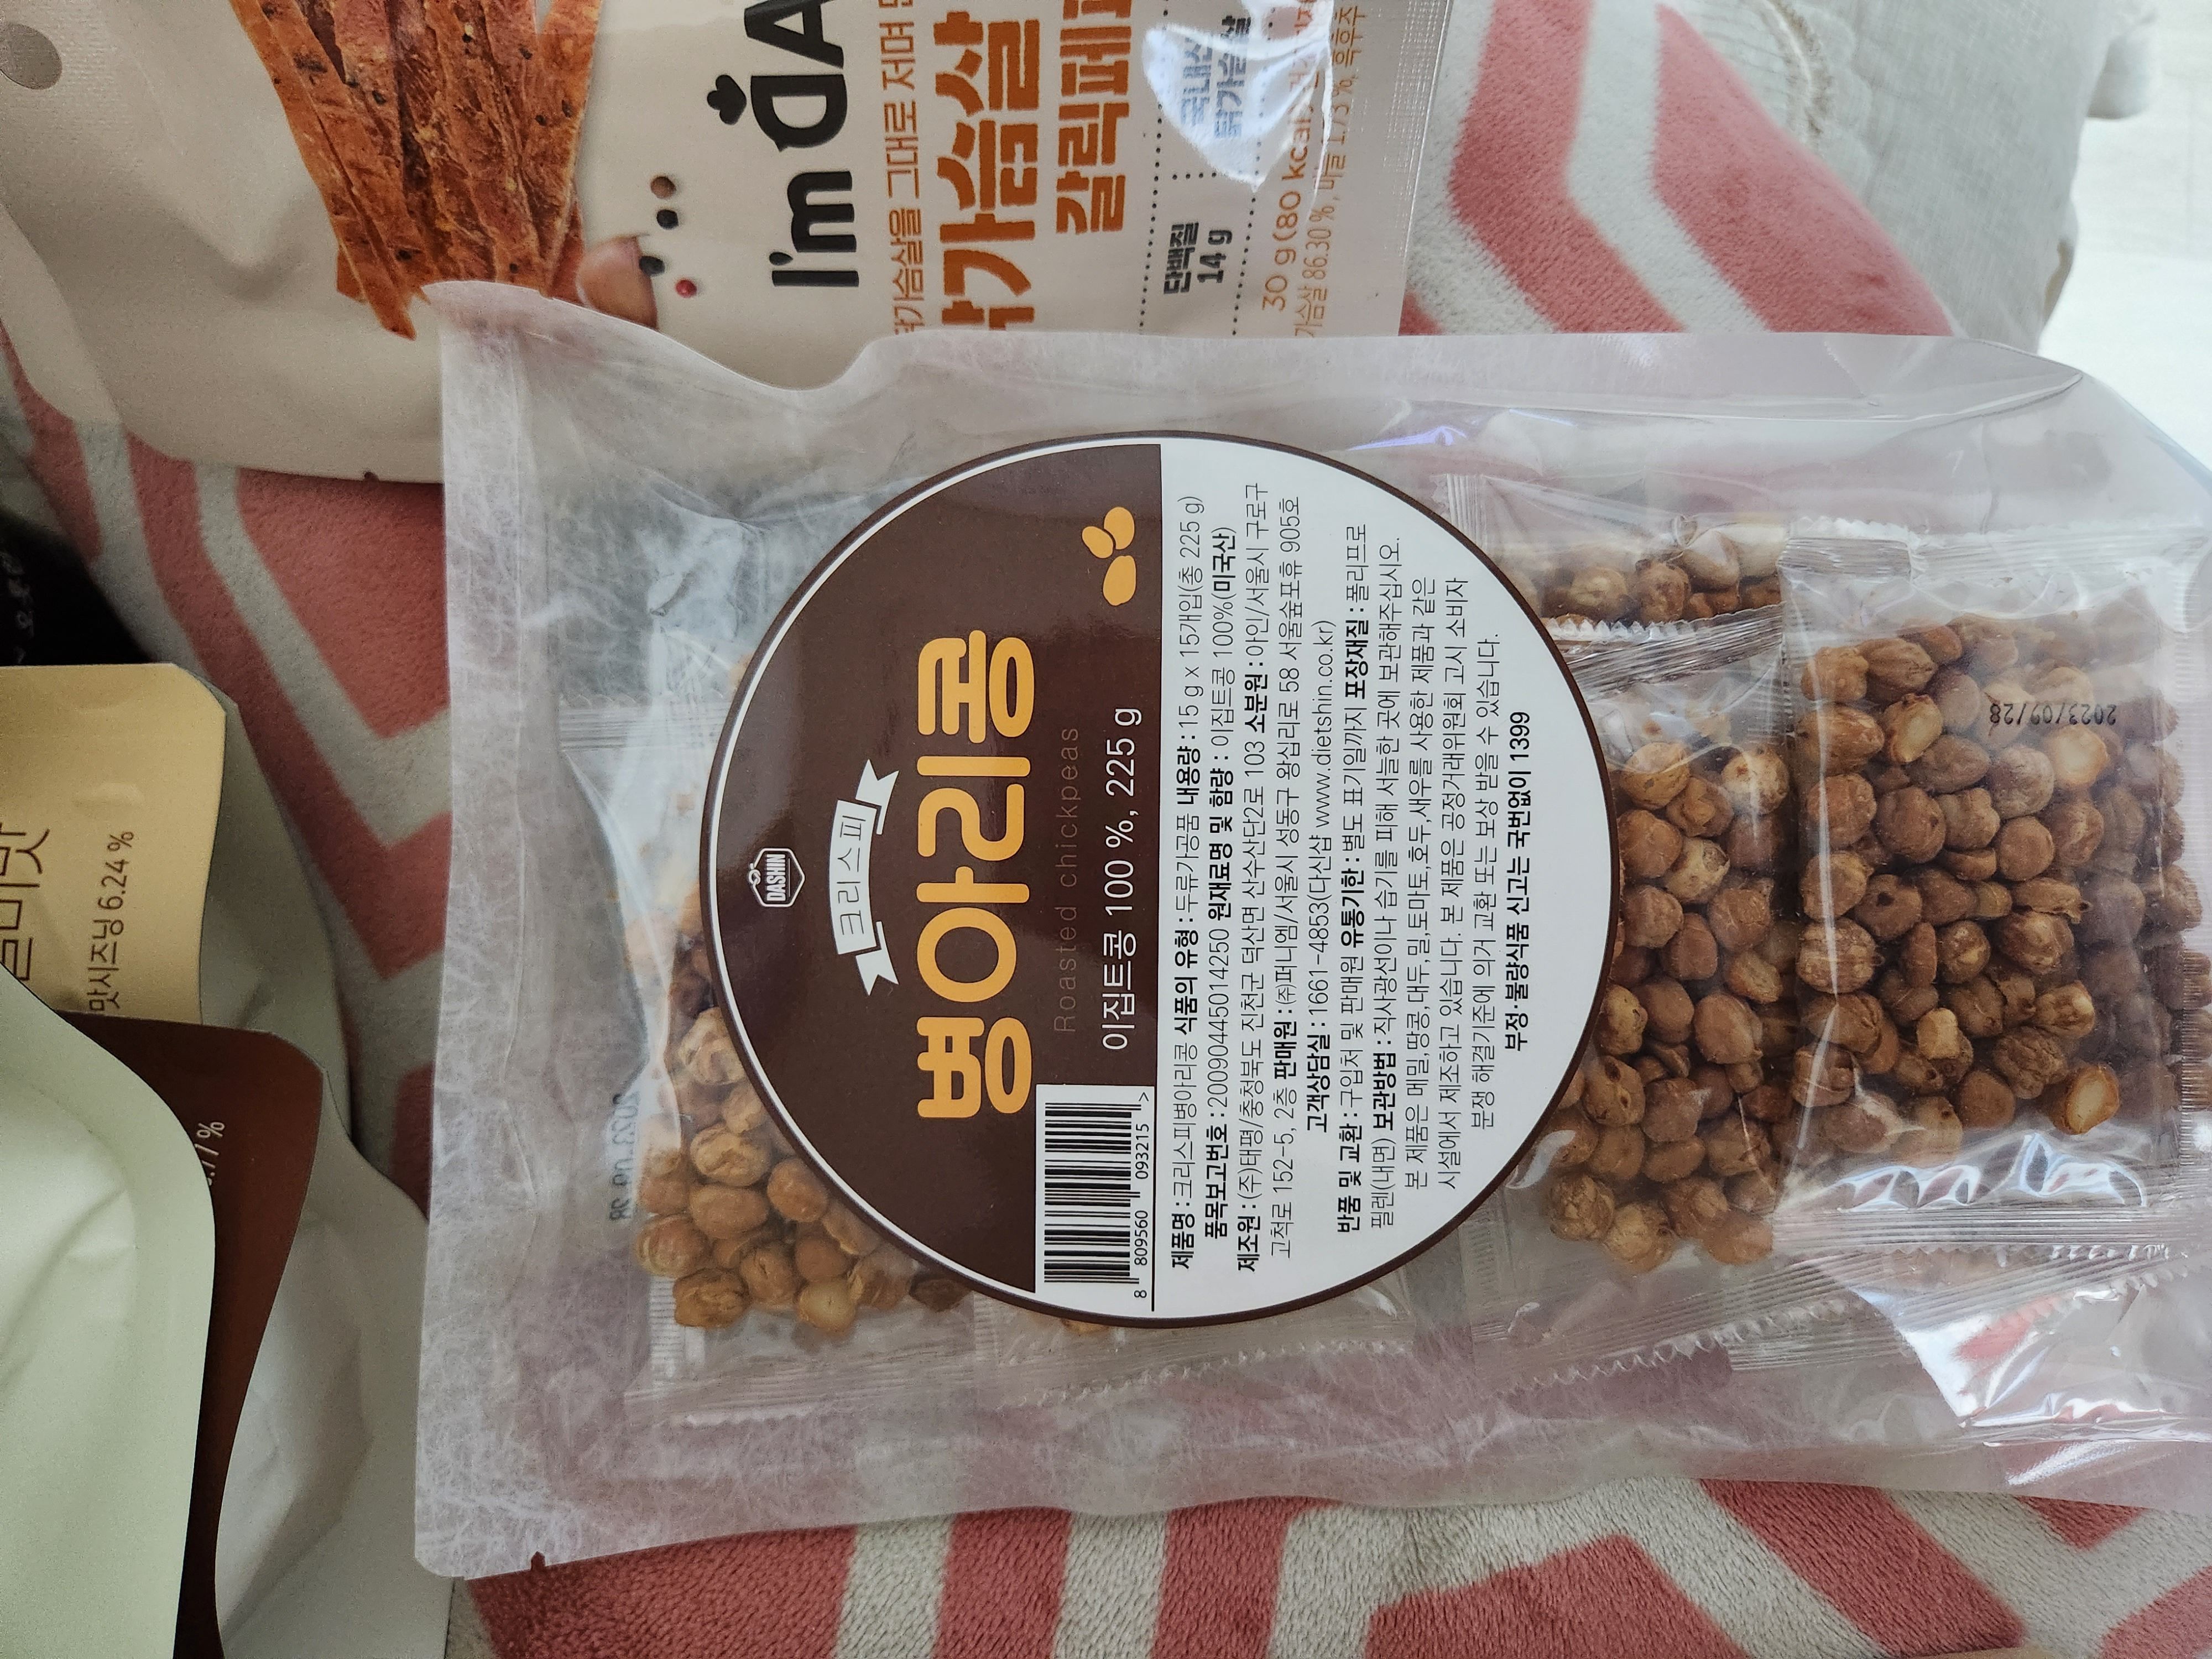 DASHIN
크리스피
병아리콩
Roasted chickpeas
이집트콩 100 %, 225 g
8 809560 093215 >
제품명 : 크리스피병아리콩 식품의 유형 : 두류가공품 내용량 : 15 g x 15개입(총 225 g)
품목보고번호 : 2009044501 4250 원재료명 및 함량 : 이집트콩 100%(미국산)
제조원 : (주)태평/충청북도 진천군 덕산면 산수산단2로 103 소분원 : 아인/서울시 구로구
고척로 152-5, 2층 판매원 : ㈜퍼니엠/서울시 성동구 왕십리로 58 서울숲포휴 905호
고객상담실 : 1661-4853(다신샵 www.dietshin.co.kr)
반품 및 교환 : 구입처 및 판매원 유통기한 : 별도 표기일까지 포장재질 : 폴리프로
필렌(내면) 보관방법 : 직사광선이나 습기를 피해 서늘한 곳에 보관해주십시오.
본 제품은 메밀,땅콩,대두,밀,토마토,호두,새우를 사용한 제품과 같은
시설에서 제조하고 있습니다. 본 제품은 공정거래위원회 고시 소비자
분쟁 해결기준에 의거 교환 또는 보상 받을 수 있습니다.
부정·불량식품 신고는 국번없이 1399
2023.09.28
2023/09/28
I'm
닭가슴살을 그대로 저며
닭가슴살
갈릭페퍼
단백질
14 g
국내산
닭가슴살
30 g (80 kcal)
가슴살 86.30 %, 마늘 1.73 %, 흑후추
맛시즈닝 6.24 %